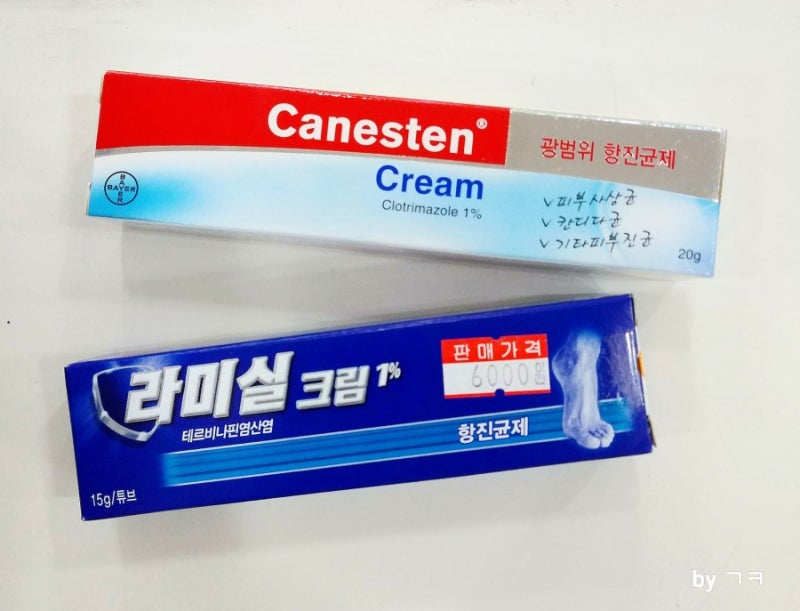 Canesten®
광범위 항진균제
Cream
Clotrimazole 1%
BAYER
BAYER
∨피부사상균
∨칸디다균
∨기타피부진균
20g
판매가격
6000원
라미실 크림 1%
테르비나핀염산염
항진균제
15g/튜브
by ㄱㅋ